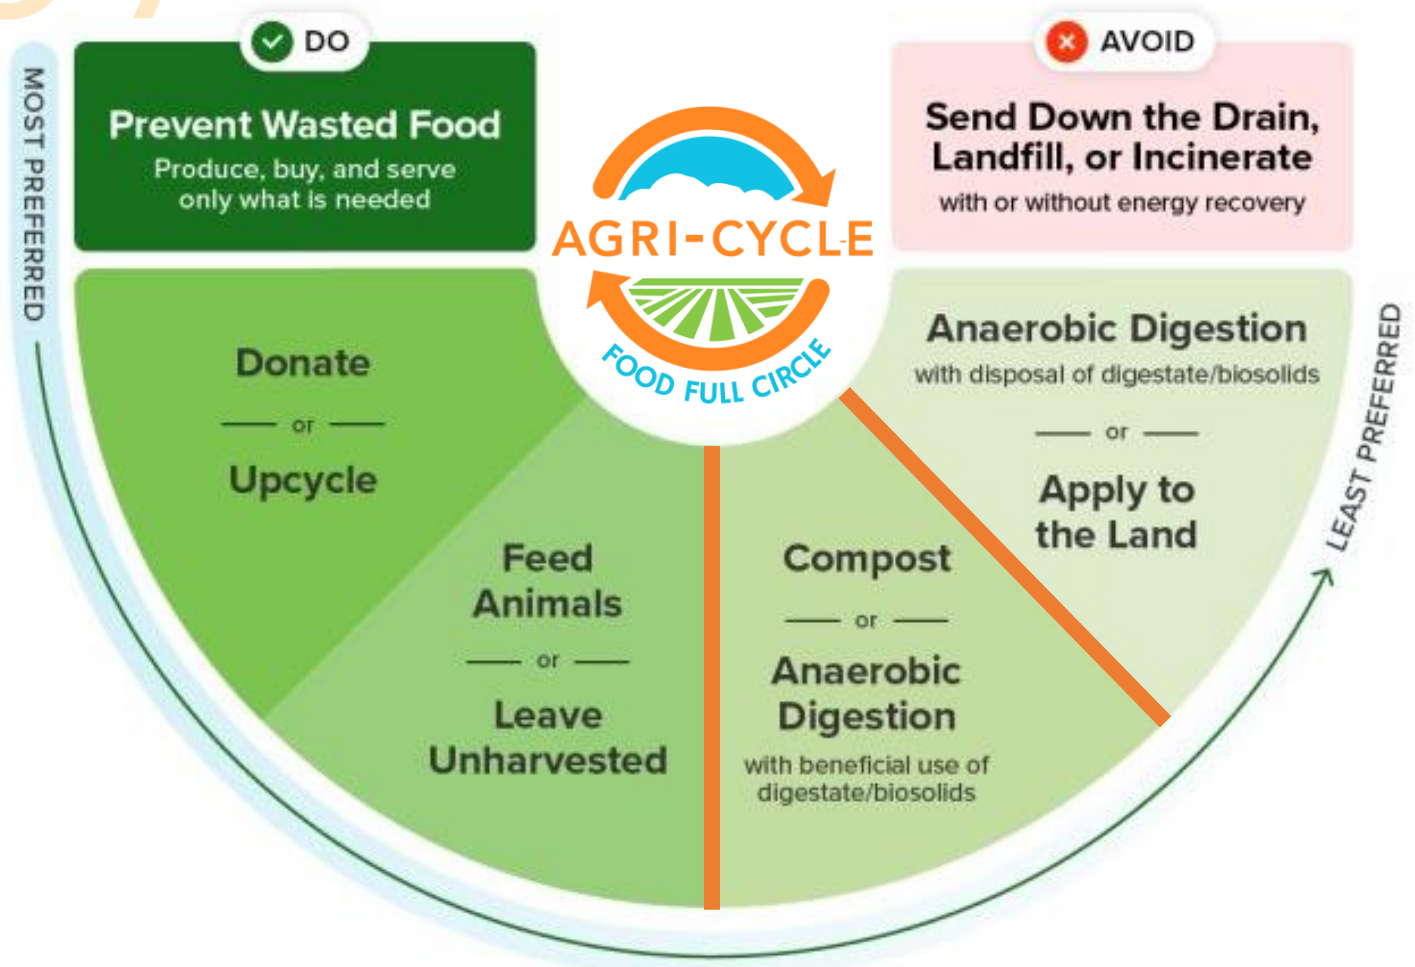 MOST PREFERRED
DO
Prevent Wasted Food
Produce, buy, and serve
only what is needed
Donate
or
Upcycle
Feed
Animals
or
Leave
Unharvested
AGRI-CYCLE
FOOD FULL CIRCLE
Compost
or
Anaerobic
Digestion
with beneficial use of
digestate/biosolids
Anaerobic Digestion
with disposal of digestate/biosolids
or
Apply to
the Land
AVOID
Send Down the Drain,
Landfill, or Incinerate
with or without energy recovery
LEAST PREFERRED